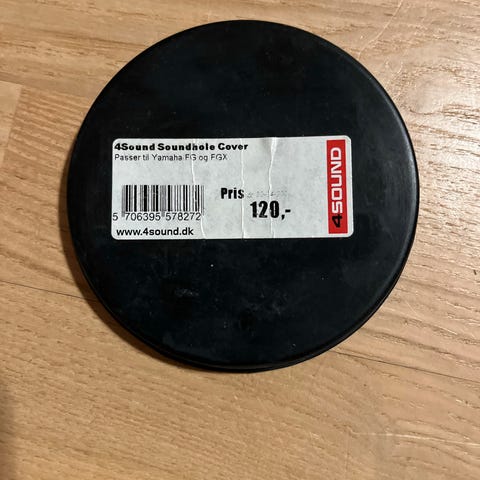 4Sound Soundhole Cover
Passer til Yamaha FG og FGX
Pris
120,-
5 706395 578272
www.4sound.dk
4SOUND